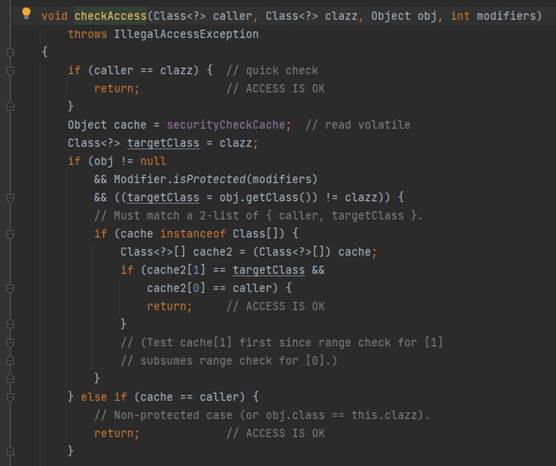 void checkAccess(Class<?> caller, Class<?> clazz, Object obj, int modifiers)
    throws IllegalAccessException
{
    if (caller == clazz) {  // quick check
        return;             // ACCESS IS OK
    }
    Object cache = securityCheckCache;  // read volatile
    Class<?> targetClass = clazz;
    if (obj != null
        && Modifier.isProtected(modifiers)
        && ((targetClass = obj.getClass()) != clazz)) {
        // Must match a 2-list of { caller, targetClass }.
        if (cache instanceof Class[]) {
            Class<?>[] cache2 = (Class<?>[]) cache;
            if (cache2[1] == targetClass &&
                cache2[0] == caller) {
                return;     // ACCESS IS OK
            }
            // (Test cache[1] first since range check for [1]
            // subsumes range check for [0].)
        }
    } else if (cache == caller) {
        // Non-protected case (or obj.class == this.clazz).
        return;             // ACCESS IS OK
    }